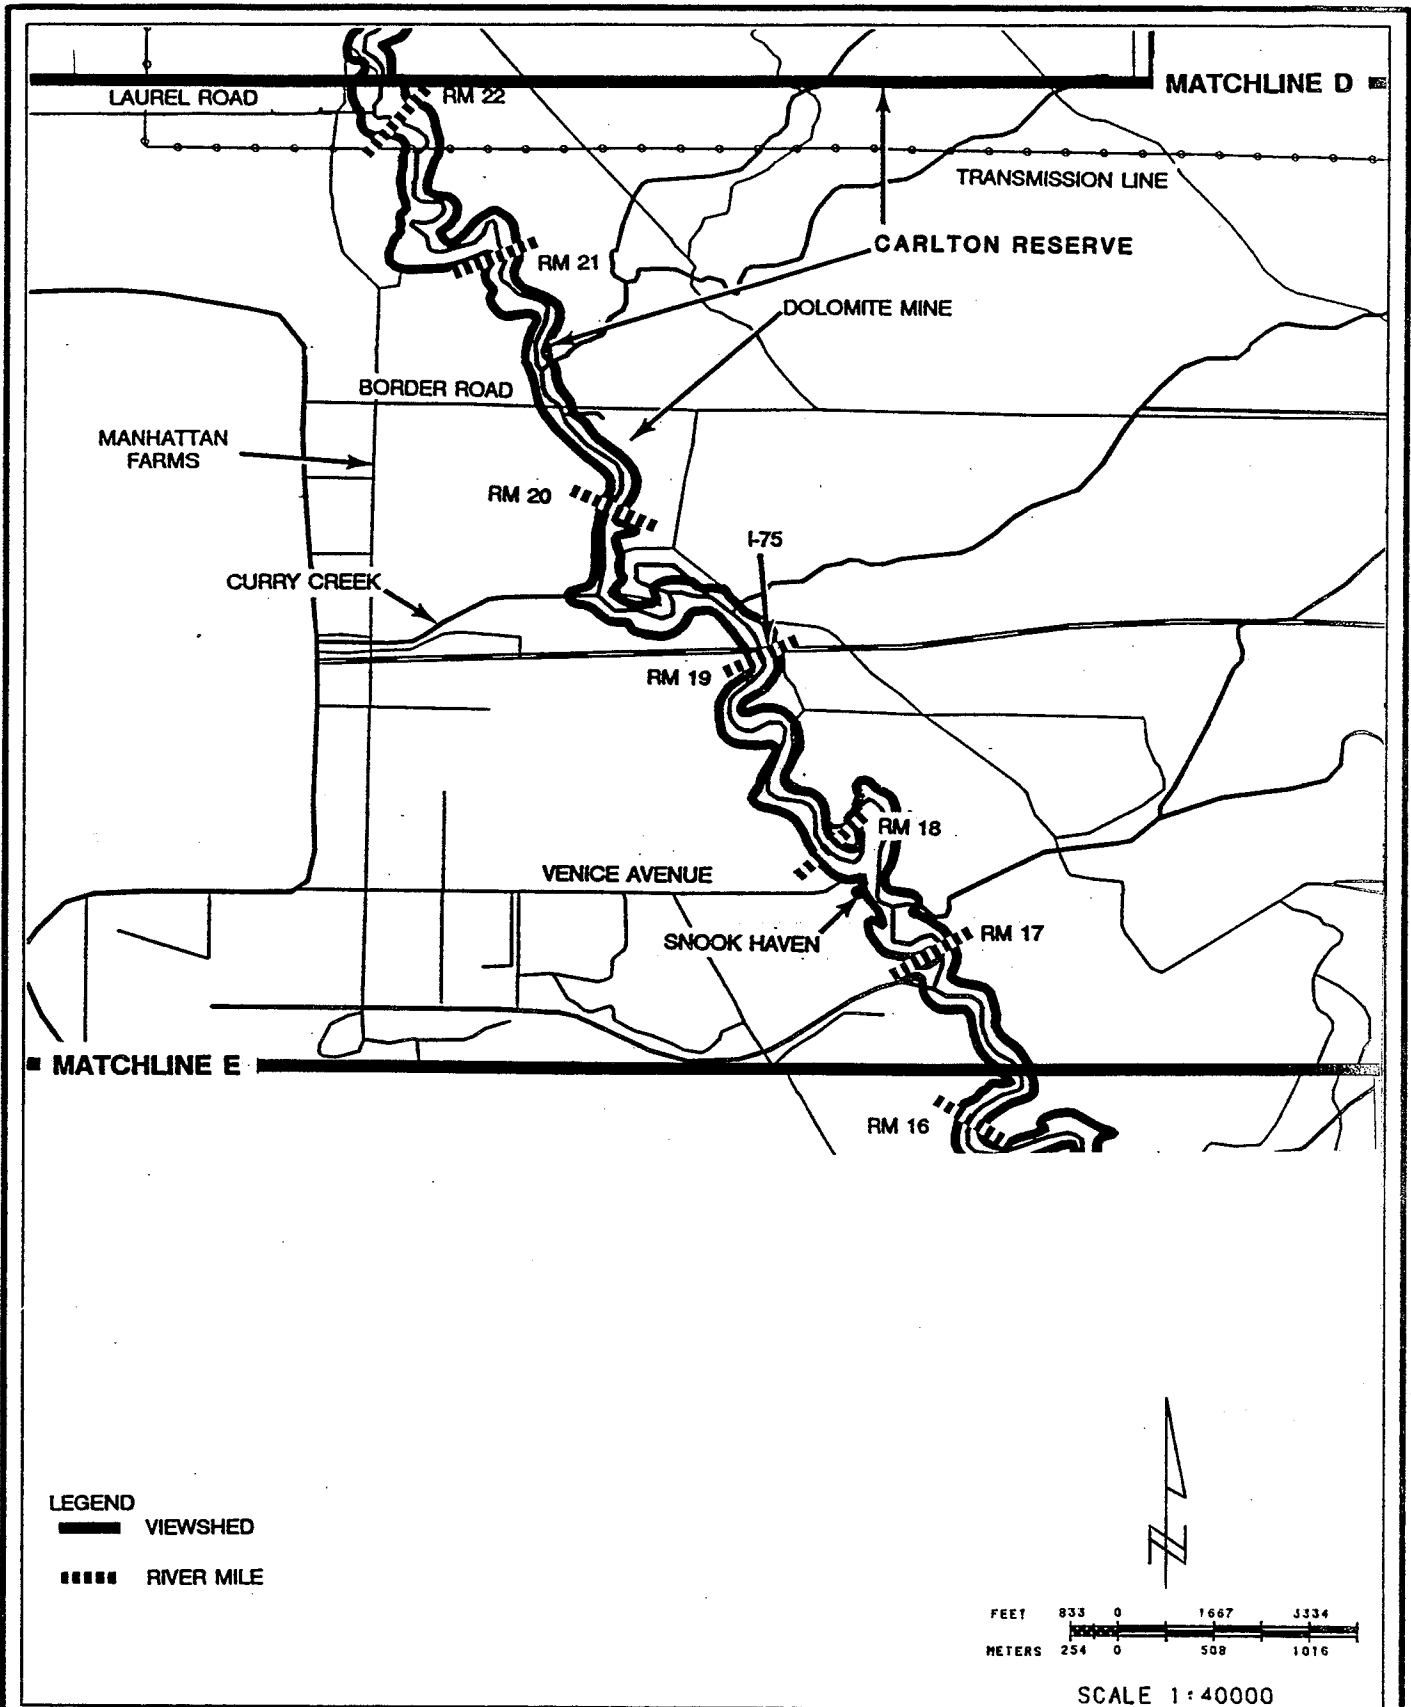 MATCHLINE D
LAUREL ROAD
RM 22
TRANSMISSION LINE
CARLTON RESERVE
RM 21
DOLOMITE MINE
BORDER ROAD
MANHATTAN
FARMS
RM 20
I-75
CURRY CREEK
RM 19
RM 18
VENICE AVENUE
SNOOK HAVEN
RM 17
MATCHLINE E
RM 16
LEGEND
VIEWSHED
RIVER MILE
N
FEET 833 0 1667 3334
METERS 254 0 508 1016
SCALE 1:40000